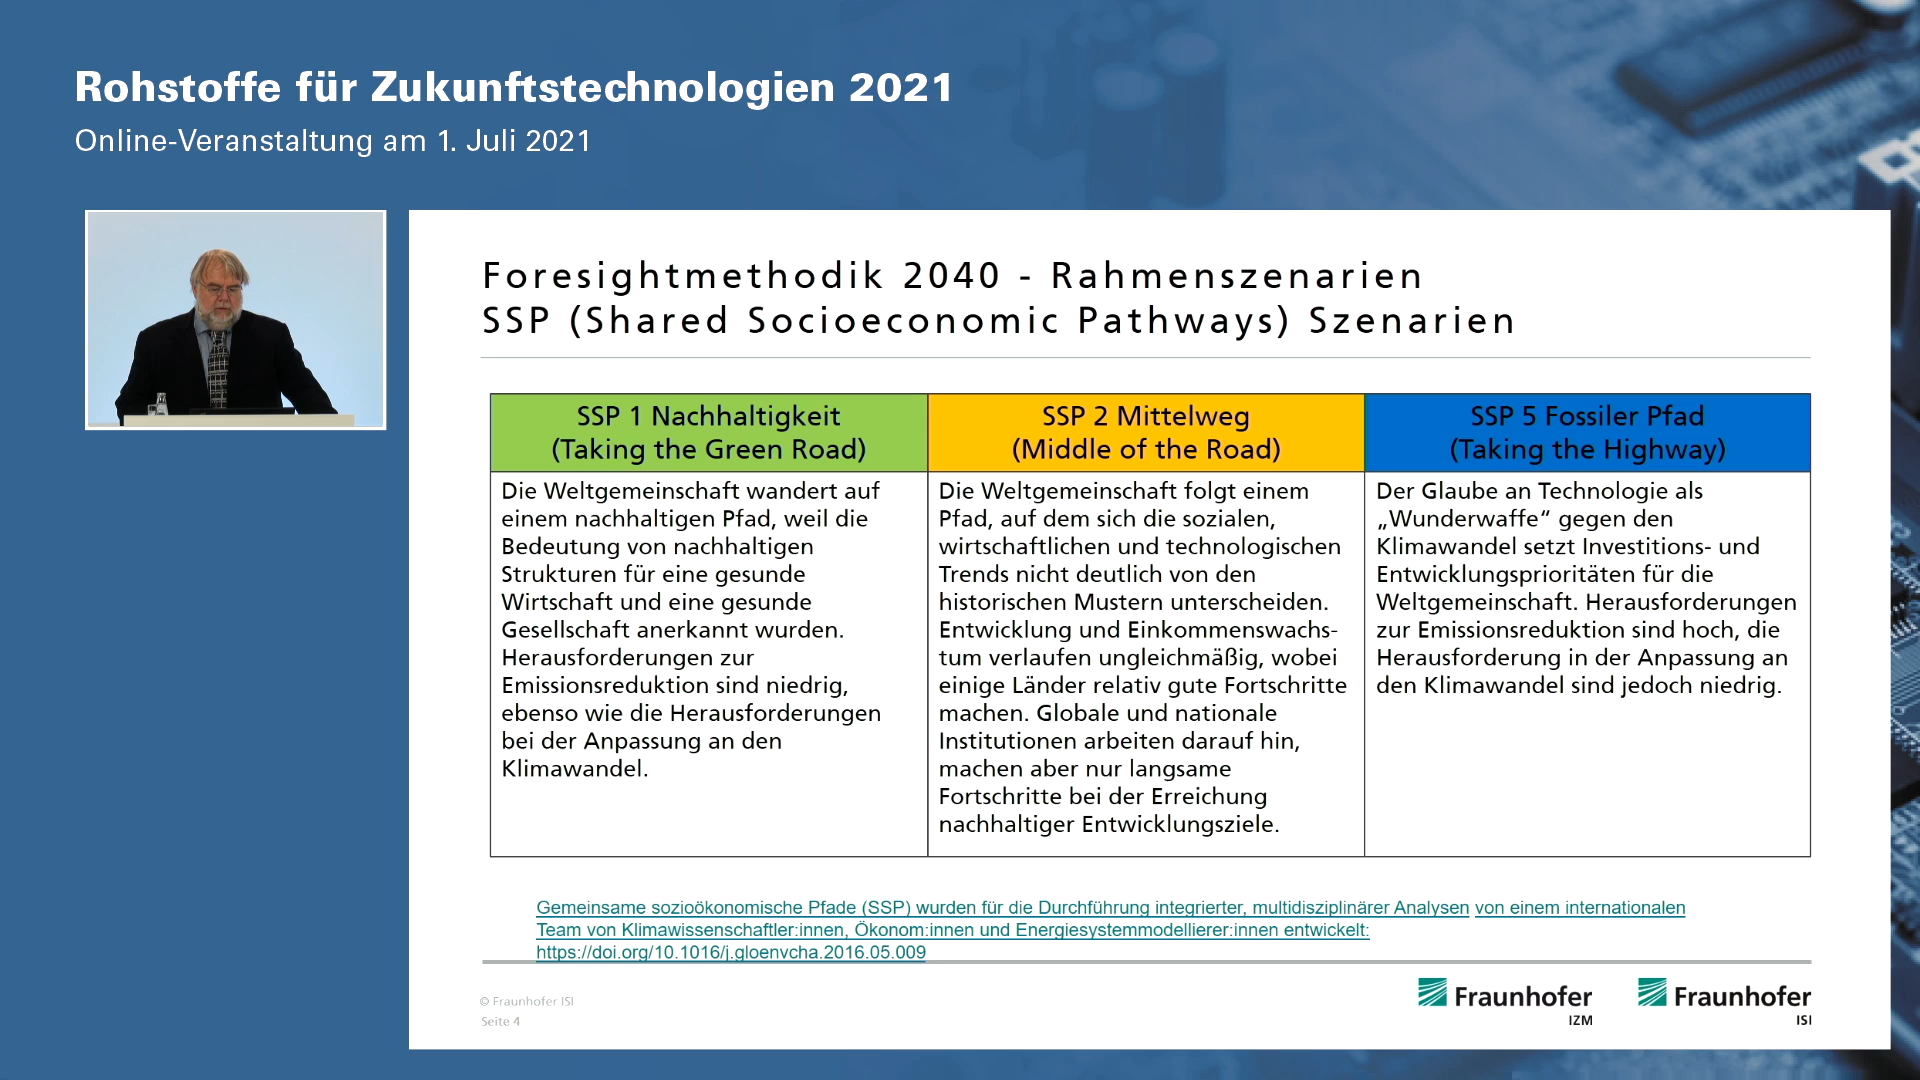 Rohstoffe für Zukunftstechnologien 2021
Online-Veranstaltung am 1. Juli 2021
Foresightmethodik 2040 - Rahmenszenarien
SSP (Shared Socioeconomic Pathways) Szenarien
SSP 1 Nachhaltigkeit
(Taking the Green Road)
Die Weltgemeinschaft wandert auf
einem nachhaltigen Pfad, weil die
Bedeutung von nachhaltigen
Strukturen für eine gesunde
Wirtschaft und eine gesunde
Gesellschaft anerkannt wurden.
Herausforderungen zur
Emissionsreduktion sind niedrig,
ebenso wie die Herausforderungen
bei der Anpassung an den
Klimawandel.
SSP 2 Mittelweg
(Middle of the Road)
Die Weltgemeinschaft folgt einem
Pfad, auf dem sich die sozialen,
wirtschaftlichen und technologischen
Trends nicht deutlich von den
historischen Mustern unterscheiden.
Entwicklung und Einkommenswachs-
tum verlaufen ungleichmäßig, wobei
einige Länder relativ gute Fortschritte
machen. Globale und nationale
Institutionen arbeiten darauf hin,
machen aber nur langsame
Fortschritte bei der Erreichung
nachhaltiger Entwicklungsziele.
SSP 5 Fossiler Pfad
(Taking the Highway)
Der Glaube an Technologie als
„Wunderwaffe“ gegen den
Klimawandel setzt Investitions- und
Entwicklungsprioritäten für die
Weltgemeinschaft. Herausforderungen
zur Emissionsreduktion sind hoch, die
Herausforderung in der Anpassung an
den Klimawandel sind jedoch niedrig.
Gemeinsame sozioökonomische Pfade (SSP) wurden für die Durchführung integrierter, multidisziplinärer Analysen von einem internationalen
Team von Klimawissenschaftler:innen, Ökonom:innen und Energiesystemmodellierer:innen entwickelt:
https://doi.org/10.1016/j.gloenvcha.2016.05.009
© Fraunhofer ISI
Seite 4
Fraunhofer
IZM
Fraunhofer
ISI